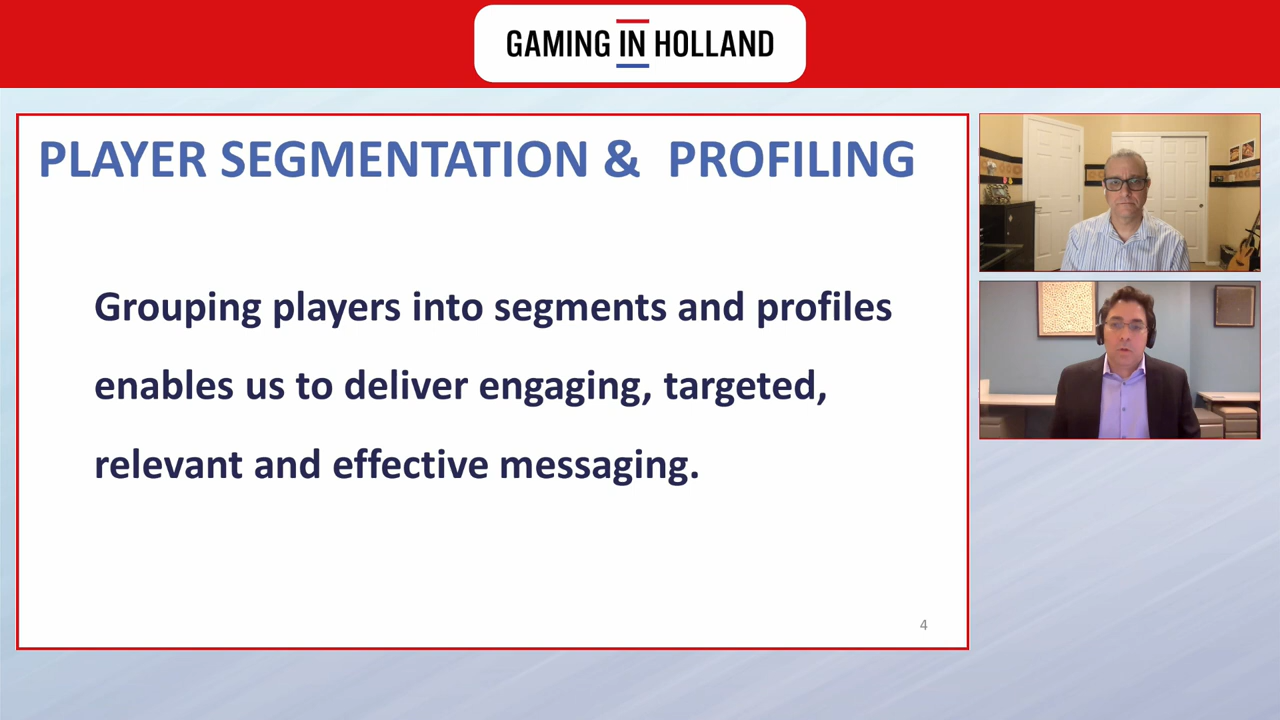 GAMING IN HOLLAND
PLAYER SEGMENTATION & PROFILING
Grouping players into segments and profiles
enables us to deliver engaging, targeted,
relevant and effective messaging.
4